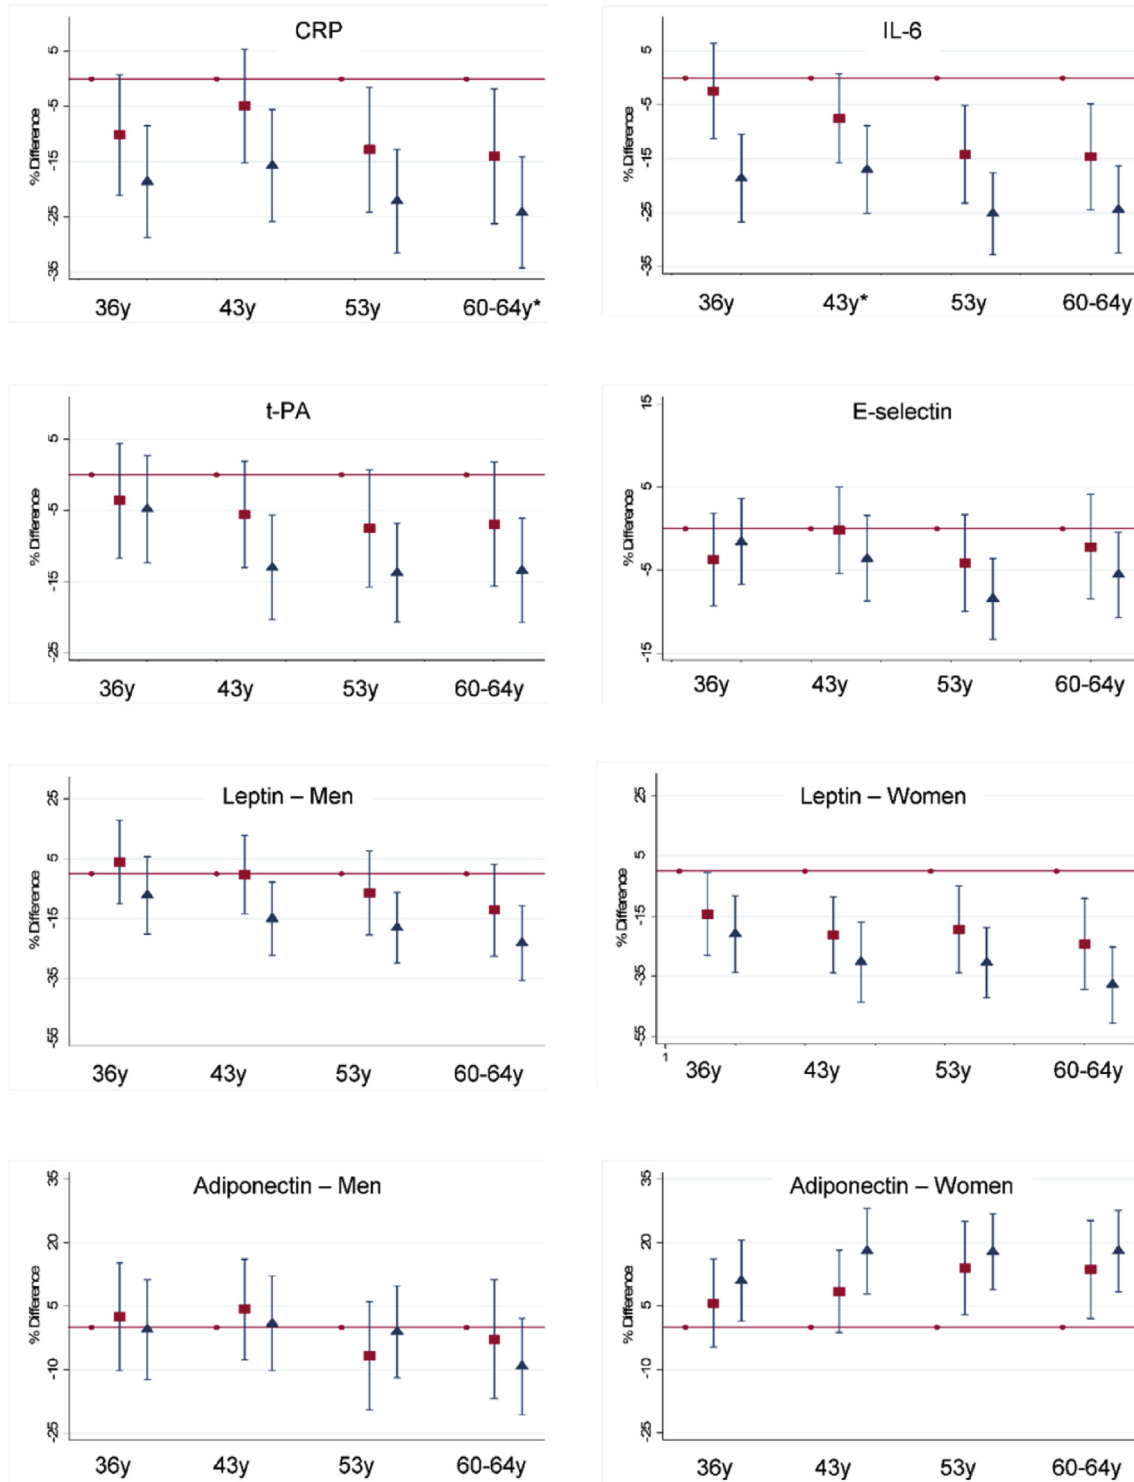 CRP
% Difference
5
-5
-15
-25
-35
36y 43y 53y 60-64y*
IL-6
% Difference
5
-5
-15
-25
-35
36y 43y* 53y 60-64y
t-PA
% Difference
5
-5
-15
-25
36y 43y 53y 60-64y
E-selectin
% Difference
15
5
-5
-15
36y 43y 53y 60-64y
Leptin – Men
% Difference
25
5
-15
-35
-55
36y 43y 53y 60-64y
Leptin – Women
% Difference
25
5
-15
-35
-55
1
36y 43y 53y 60-64y
Adiponectin – Men
% Difference
35
20
5
-10
-25
36y 43y 53y 60-64y
Adiponectin – Women
% Difference
35
20
5
-10
-25
36y 43y 53y 60-64y